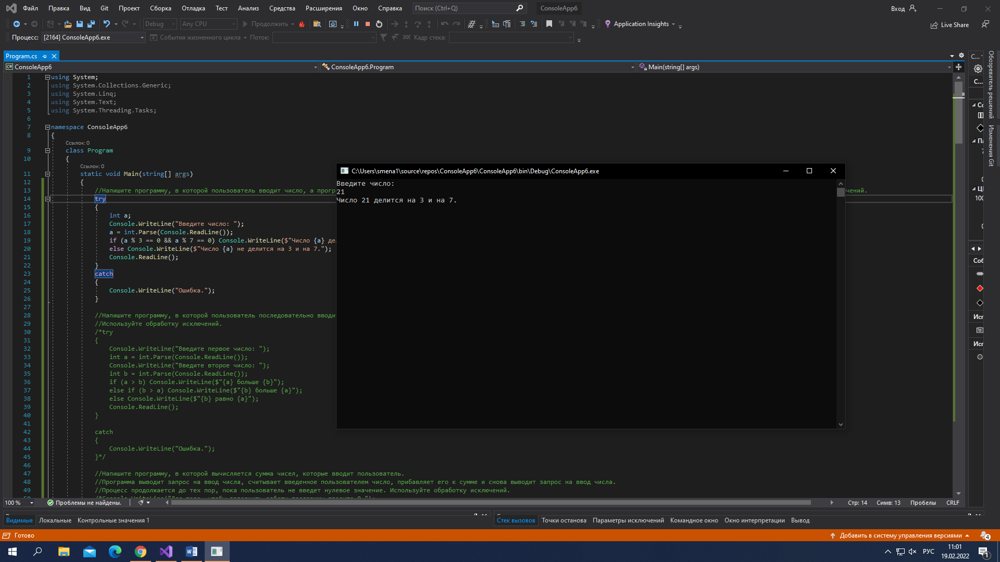 Файл Правка Вид Git Проект Сборка Отладка Тест Анализ Средства Расширения Окно Справка Поиск (Ctrl+Q) ConsoleApp6 Вход
Debug Any CPU Продолжить Application Insights Live Share
Процесс: [2164] ConsoleApp6.exe События жизненного цикла Поток: Кадр стека:
Program.cs
ConsoleApp6 ConsoleApp6.Program Main(string[] args)
1 using System;
2 using System.Collections.Generic;
3 using System.Linq;
4 using System.Text;
5 using System.Threading.Tasks;
6
7 namespace ConsoleApp6
8 {
Ссылок: 0
9 class Program
10 {
Ссылок: 0
11 static void Main(string[] args)
12 {
13 //Напишите программу, в которой пользователь вводит число, а прогр
чений.
14 try
15 {
16 int a;
17 Console.WriteLine("Введите число: ");
18 a = int.Parse(Console.ReadLine());
19 if (a % 3 == 0 && a % 7 == 0) Console.WriteLine($"Число {a} де
20 else Console.WriteLine($"Число {a} не делится на 3 и на 7.");
21 Console.ReadLine();
22 }
23 catch
24 {
25 Console.WriteLine("Ошибка.");
26 }
27
28 //Напишите программу, в которой пользователь последовательно вводит
29 //Используйте обработку исключений.
30 /*try
31 {
32 Console.WriteLine("Введите первое число: ");
33 int a = int.Parse(Console.ReadLine());
34 Console.WriteLine("Введите второе число: ");
35 int b = int.Parse(Console.ReadLine());
36 if (a > b) Console.WriteLine($"{a} больше {b}");
37 else if (b > a) Console.WriteLine($"{b} больше {a}");
38 else Console.WriteLine($"{b} равно {a}");
39 Console.ReadLine();
40 }
41
42 catch
43 {
44 Console.WriteLine("Ошибка.");
45 }*/
46
47 //Напишите программу, в которой вычисляется сумма чисел, которые вводит пользователь.
48 //Программа выводит запрос на ввод числа, считывает введенное пользователем число, прибавляет его к сумме и снова выводит запрос на ввод числа.
49 //Процесс продолжается до тех пор, пока пользователь не введет нулевое значение. Используйте обработку исключений.
C:\Users\smena1\source\repos\ConsoleApp6\ConsoleApp6\bin\Debug\ConsoleApp6.exe
Введите число:
21
Число 21 делится на 3 и на 7.
С...
С...
Обозреватель решений
Изменения Git
100
Соб
100 % Проблемы не найдены. Стр: 14 Симв: 13 Пробелы CRLF
Видимые Локальные Контрольные значения 1 Стек вызовов Точки останова Параметры исключений Командное окно Окно интерпретации Вывод
Готово Добавить в систему управления версиями 4
РУС 11:01
19.02.2022 1